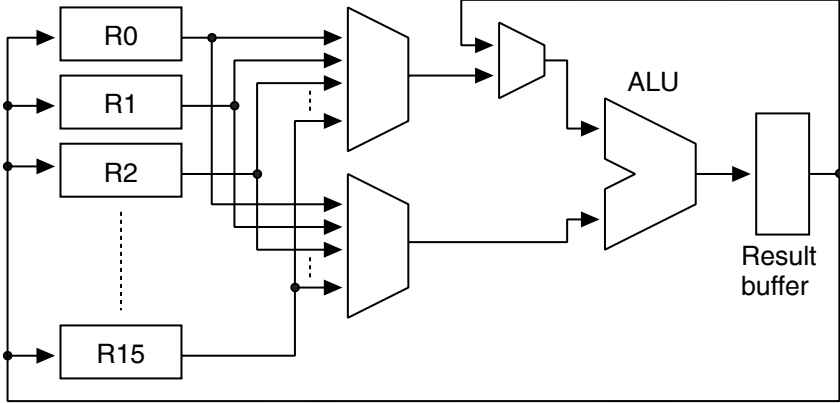 R0
R1
R2
R15
ALU
Result
buffer